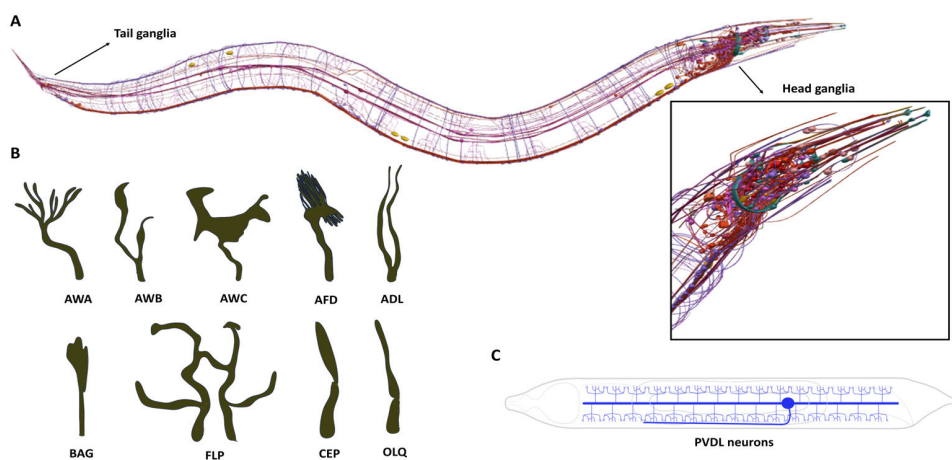 A
Tail ganglia
Head ganglia
B
AWA
AWB
AWC
AFD
ADL
BAG
FLP
CEP
OLQ
C
PVDL neurons